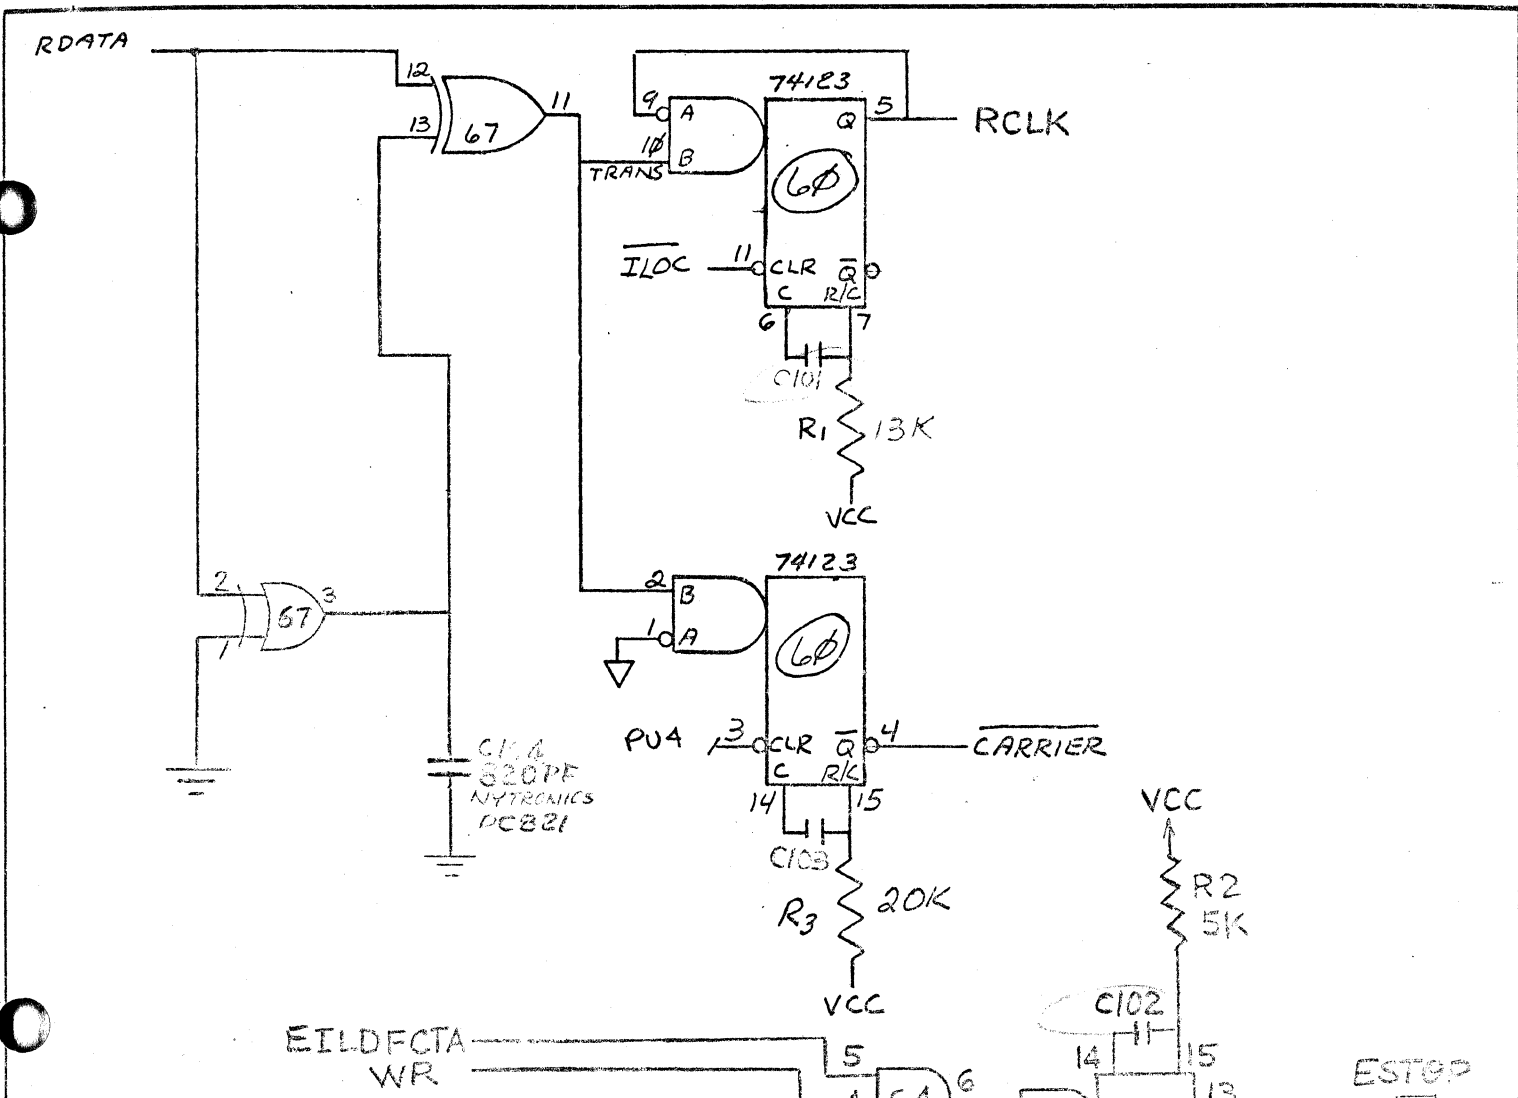 RDATA
12
13
67
11
9
A
10
B
TRANS
74123
Q
5
RCLK
60
ILOC
11
CLR
Q
C
R/C
6
7
C101
R1
13K
VCC
2
1
67
3
74123
2
B
1
A
60
PU4
3
CLR
Q
4
CARRIER
C
R/C
14
15
C103
R3
20K
VCC
820PF
NYTRONICS
DC821
VCC
R2
5K
C102
14
15
13
EILDFCTA
WR
5
6
ESTOP